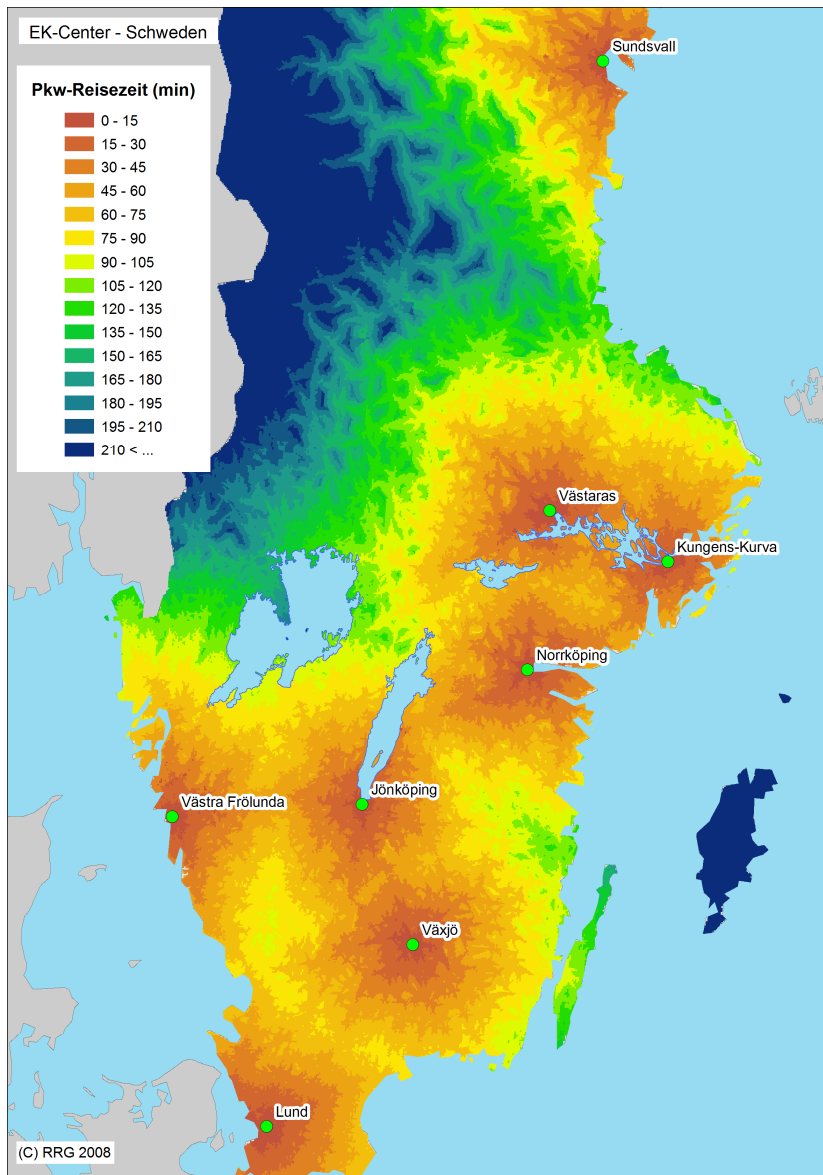 EK-Center - Schweden
Pkw-Reisezeit (min)
0 - 15
15 - 30
30 - 45
45 - 60
60 - 75
75 - 90
90 - 105
105 - 120
120 - 135
135 - 150
150 - 165
165 - 180
180 - 195
195 - 210
210 < ...
Sundsvall
Västaras
Kungens-Kurva
Norrköping
Jönköping
Västra Frölunda
Växjö
Lund
(C) RRG 2008